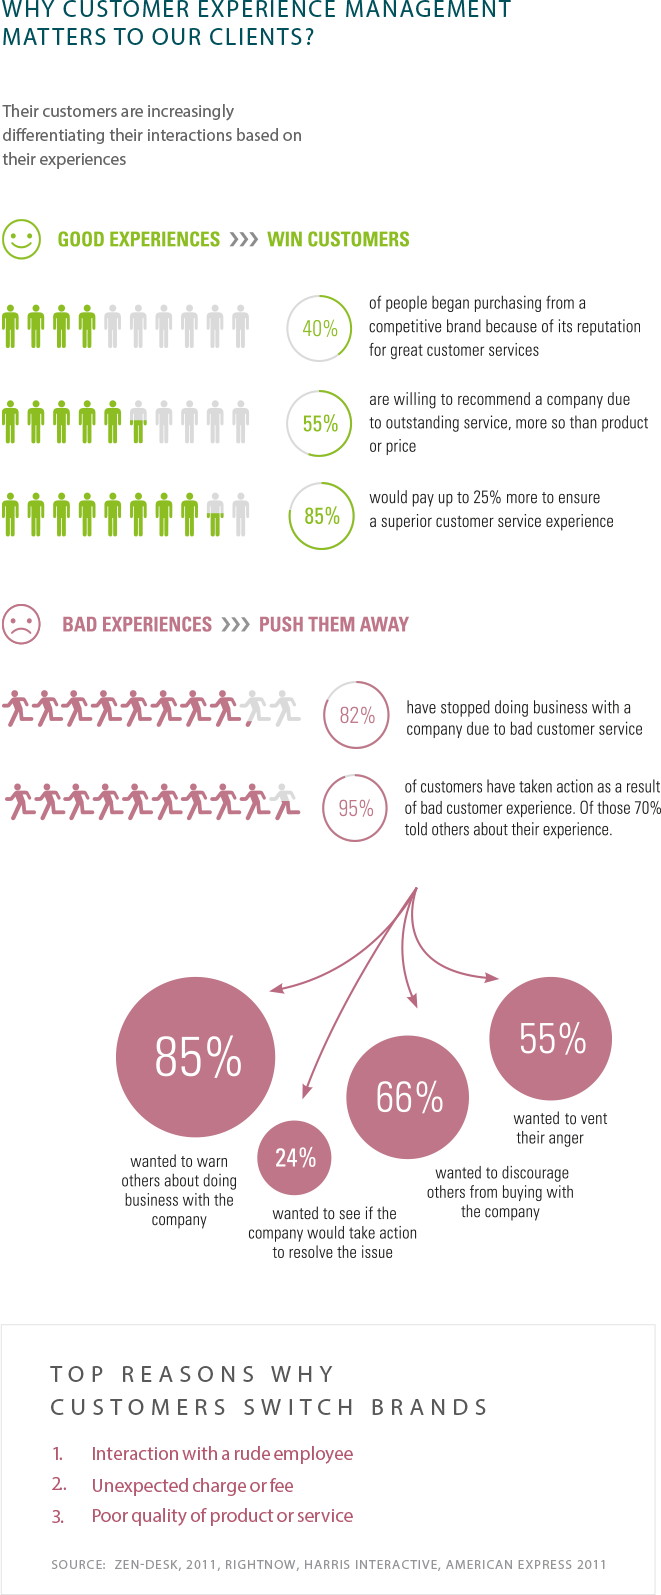 WHY CUSTOMER EXPERIENCE MANAGEMENT
MATTERS TO OUR CLIENTS?
Their customers are increasingly
differentiating their interactions based on
their experiences
GOOD EXPERIENCES >>> WIN CUSTOMERS
40%
of people began purchasing from a
competitive brand because of its reputation
for great customer services
55%
are willing to recommend a company due
to outstanding service, more so than product
or price
85%
would pay up to 25% more to ensure
a superior customer service experience
BAD EXPERIENCES >>> PUSH THEM AWAY
82%
have stopped doing business with a
company due to bad customer service
95%
of customers have taken action as a result
of bad customer experience. Of those 70%
told others about their experience.
85%
wanted to warn
others about doing
business with the
company
24%
wanted to see if the
company would take action
to resolve the issue
66%
wanted to discourage
others from buying with
the company
55%
wanted to vent
their anger
TOP REASONS WHY
CUSTOMERS SWITCH BRANDS
1. Interaction with a rude employee
2.. Unexpected charge or fee
3. Poor quality of product or service
SOURCE: ZEN-DESK, 2011, RIGHTNOW, HARRIS INTERACTIVE, AMERICAN EXPRESS 2011